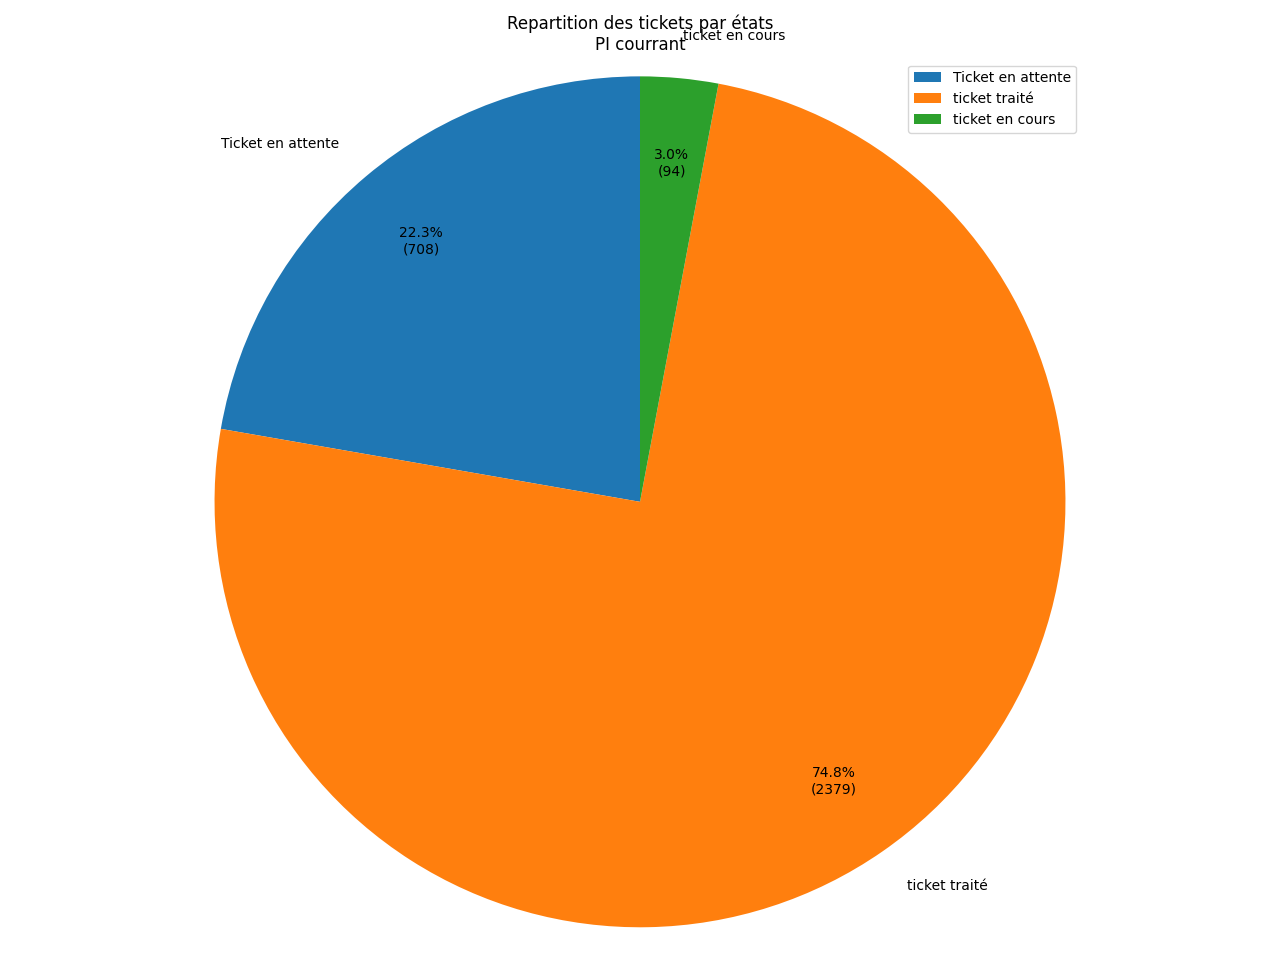 Repartition des tickets par états
PI courrant
ticket en cours
Ticket en attente
ticket traité
ticket en cours
Ticket en attente
3.0%
(94)
22.3%
(708)
74.8%
(2379)
ticket traité